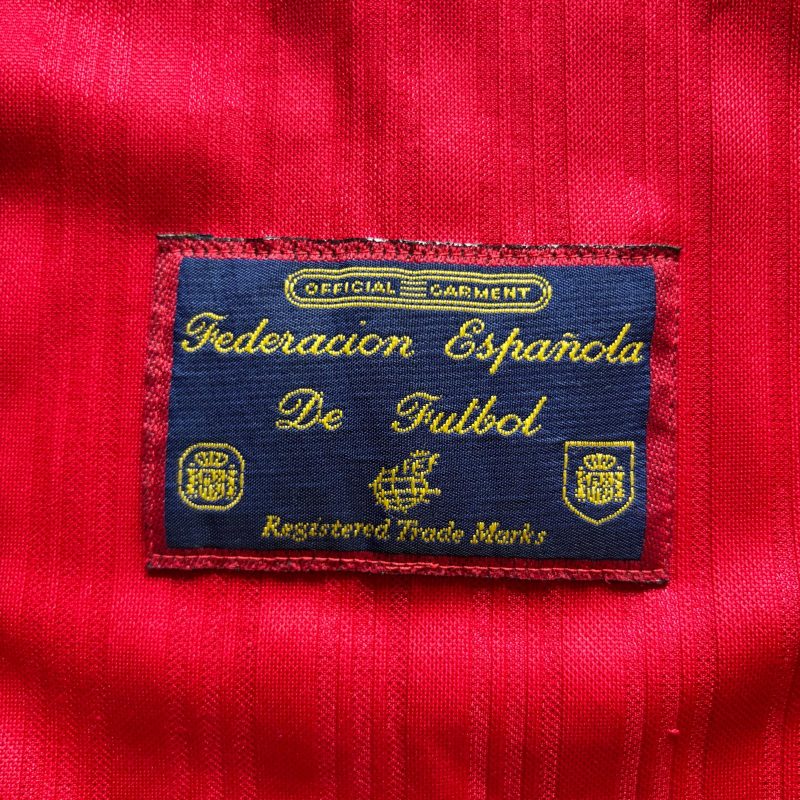 OFFICIAL GARMENT
Federacion Española
De Futbol
Registered Trade Marks